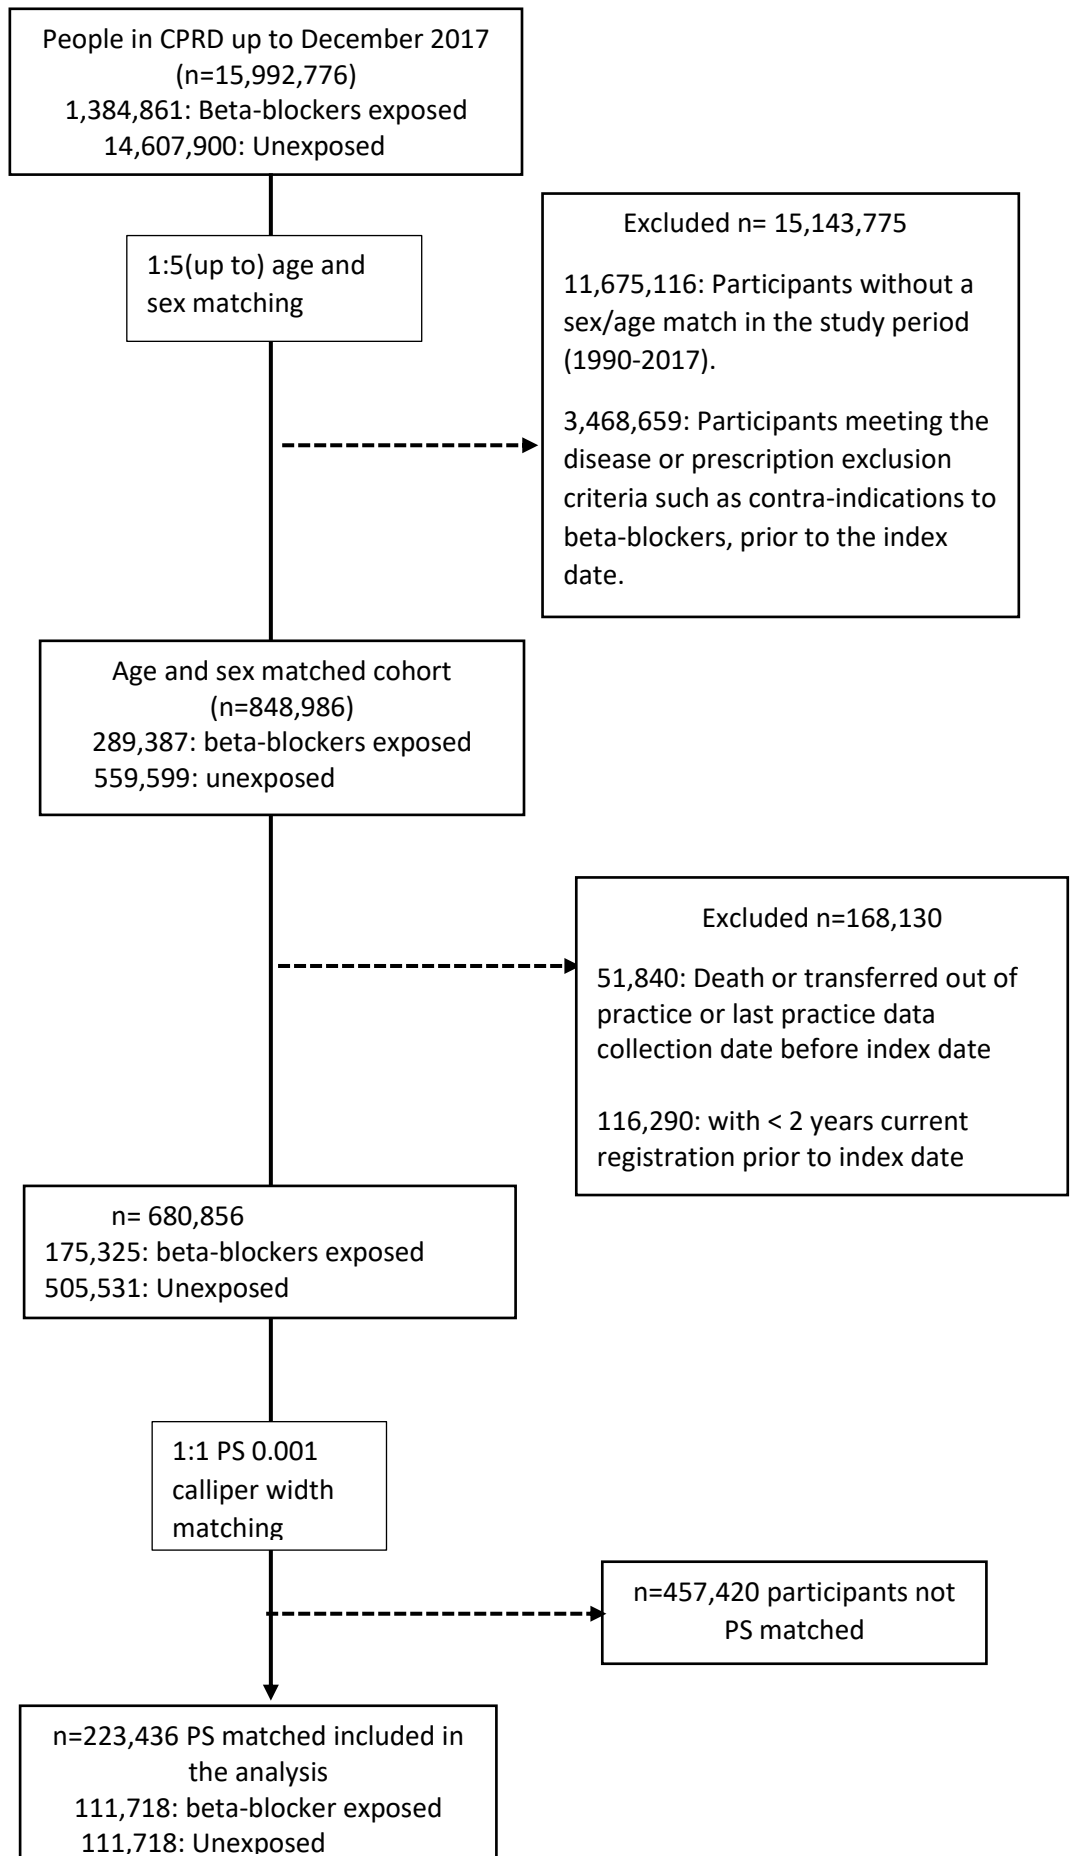 People in CPRD up to December 2017
(n=15,992,776)
1,384,861: Beta-blockers exposed
14,607,900: Unexposed
1:5(up to) age and
sex matching
Excluded n= 15,143,775
11,675,116: Participants without a
sex/age match in the study period
(1990-2017).
3,468,659: Participants meeting the
disease or prescription exclusion
criteria such as contra-indications to
beta-blockers, prior to the index
date.
Age and sex matched cohort
(n=848,986)
289,387: beta-blockers exposed
559,599: unexposed
Excluded n=168,130
51,840: Death or transferred out of
practice or last practice data
collection date before index date
116,290: with < 2 years current
registration prior to index date
n= 680,856
175,325: beta-blockers exposed
505,531: Unexposed
1:1 PS 0.001
calliper width
matching
n=457,420 participants not
PS matched
n=223,436 PS matched included in
the analysis
111,718: beta-blocker exposed
111,718: Unexposed